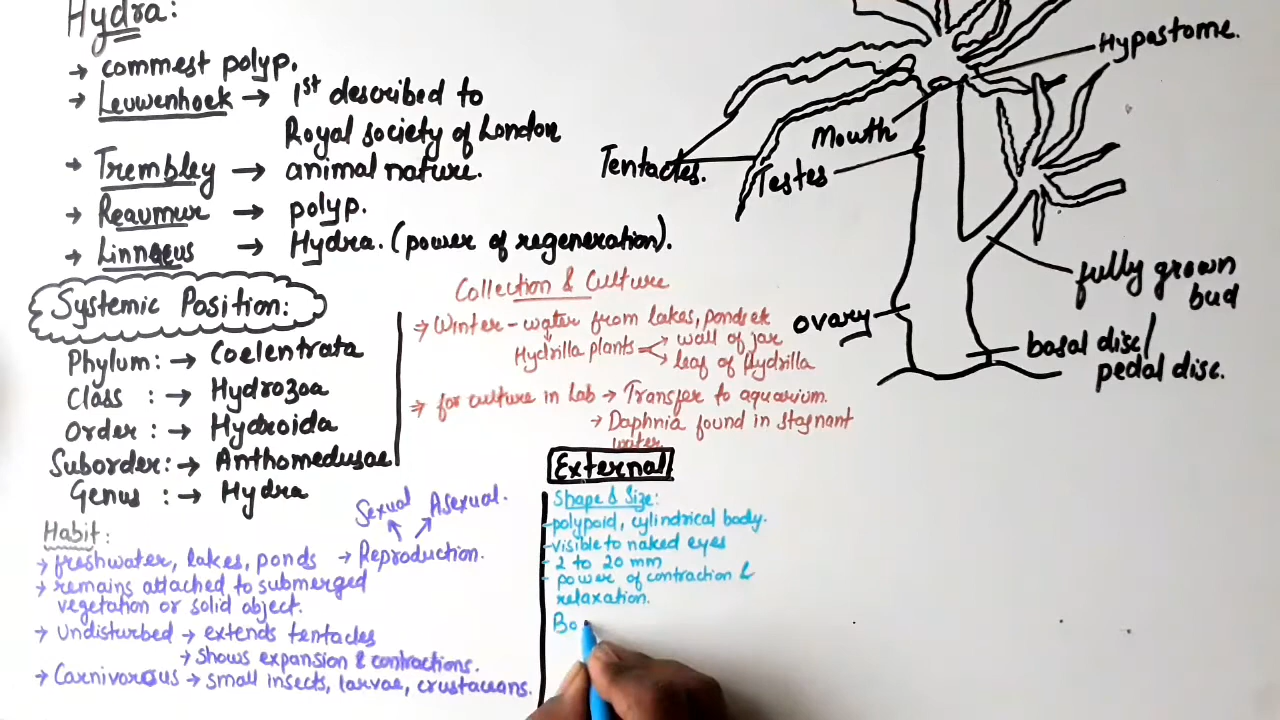 Hydra:
→ commest polyp.
→ Leuwenhoek → 1st described to
Royal society of London
→ Trembley → animal nature.
→ Reaumur → polyp.
→ Linnaeus → Hydra. (power of regeneration).
Systemic Position:
Phylum: → Coelentrata
Class : → Hydrozoa
Order : → Hydroida
Suborder: → Anthomedusae
Genus : → Hydra
Collection & Culture
⇒ Winter - water from lakes, ponds etc
Hydrilla plants → wall of jar
→ leaf of Hydrilla
⇒ for culture in Lab → Transfer to aquarium.
→ Daphnia found in stagnant
water
Habit:
→ freshwater, lakes, ponds
→ remains attached to submerged
vegetation or solid object.
→ Undisturbed → extends tentacles
→ shows expansion & contractions.
→ Carnivorous → small insects, larvae, crustaceans.
Sexual Asexual.
→ Reproduction.
External
Shape & Size:
- polypoid, cylindrical body.
- visible to naked eyes
- 2 to 20 mm
- power of contraction &
relaxation.
Bo
Hypostome.
Mouth
Tentacles.
Testes
fully grown
bud
ovary
basal disc/
pedal disc.